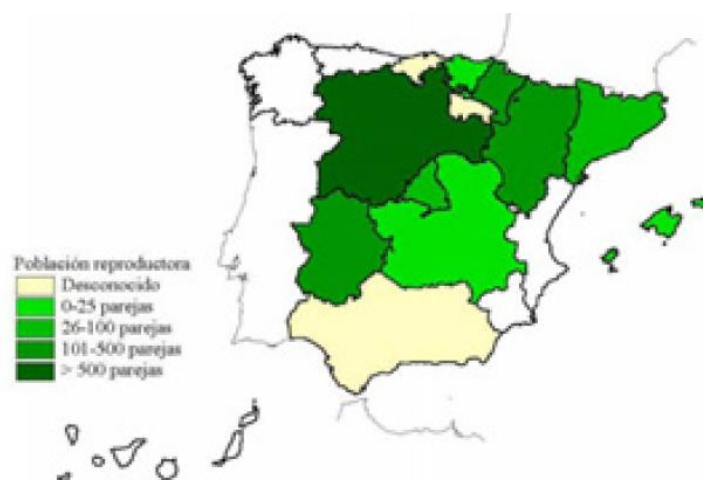 Población reproductora
Desconocido
0-25 parejas
26-100 parejas
101-500 parejas
> 500 parejas